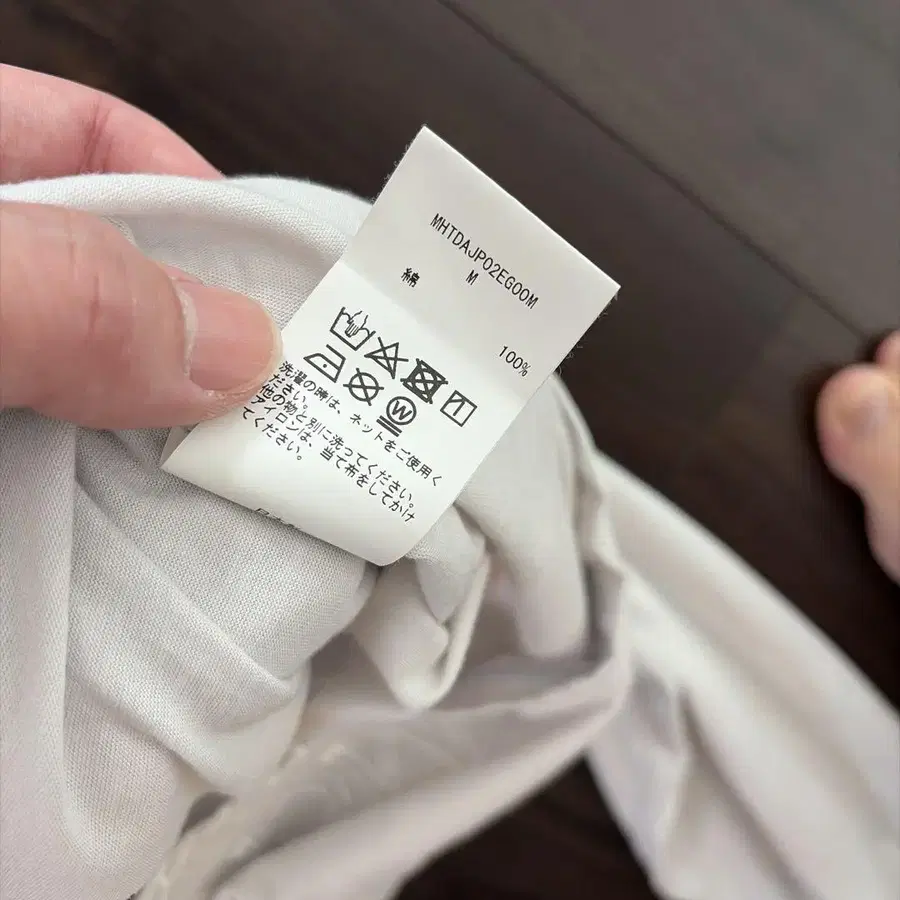 MHTDAJP02EG00M
M
綿 100%
W
洗濯の時は、ネットをご使用く
ださい。
他の物と別に洗ってください。
アイロンは、当て布をしてかけ
てください。